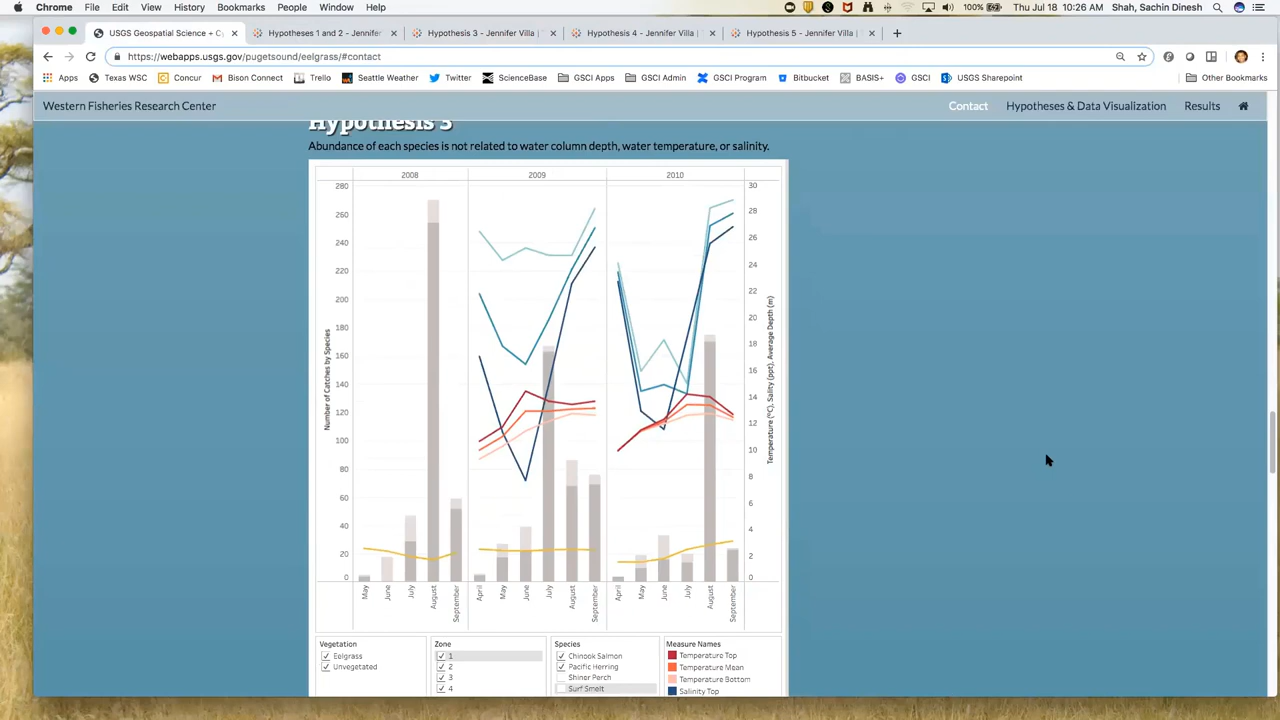 Chrome File Edit View History Bookmarks People Window Help 100% Thu Jul 18 10:26 AM Shah, Sachin Dinesh
USGS Geospatial Science + C Hypotheses 1 and 2 - Jennifer Hypothesis 3 - Jennifer Villa Hypothesis 4 - Jennifer Villa Hypothesis 5 - Jennifer Villa
https://webapps.usgs.gov/pugetsound/eelgrass/#contact
Apps Texas WSC Concur Bison Connect Trello Seattle Weather Twitter ScienceBase GSCI Apps GSCI Admin VMS Program Bitbucket BASIS+ GSCI USGS Sharepoint Other Bookmarks
Western Fisheries Research Center Contact Hypotheses & Data Visualization Results
Hypothesis 3
Abundance of each species is not related to water column depth, water temperature, or salinity.
2008 2009 2010
280 30
260 28
240 26
220 24
200 22
180 20
160 18
140 16
120 14
100 12
80 10
60 8
40 6
20 4
0 2
0
Number of Catches by Species
Temperature (ºC), Sality (ppt), Average Depth (m)
May June July August September April May June July August September April May June July August September
Vegetation Zone Species Measure Names
Eelgrass 1 Chinook Salmon Temperature Top
Unvegetated 2 Pacific Herring Temperature Mean
3 Shiner Perch Temperature Bottom
4 Surf Smelt Salinity Top